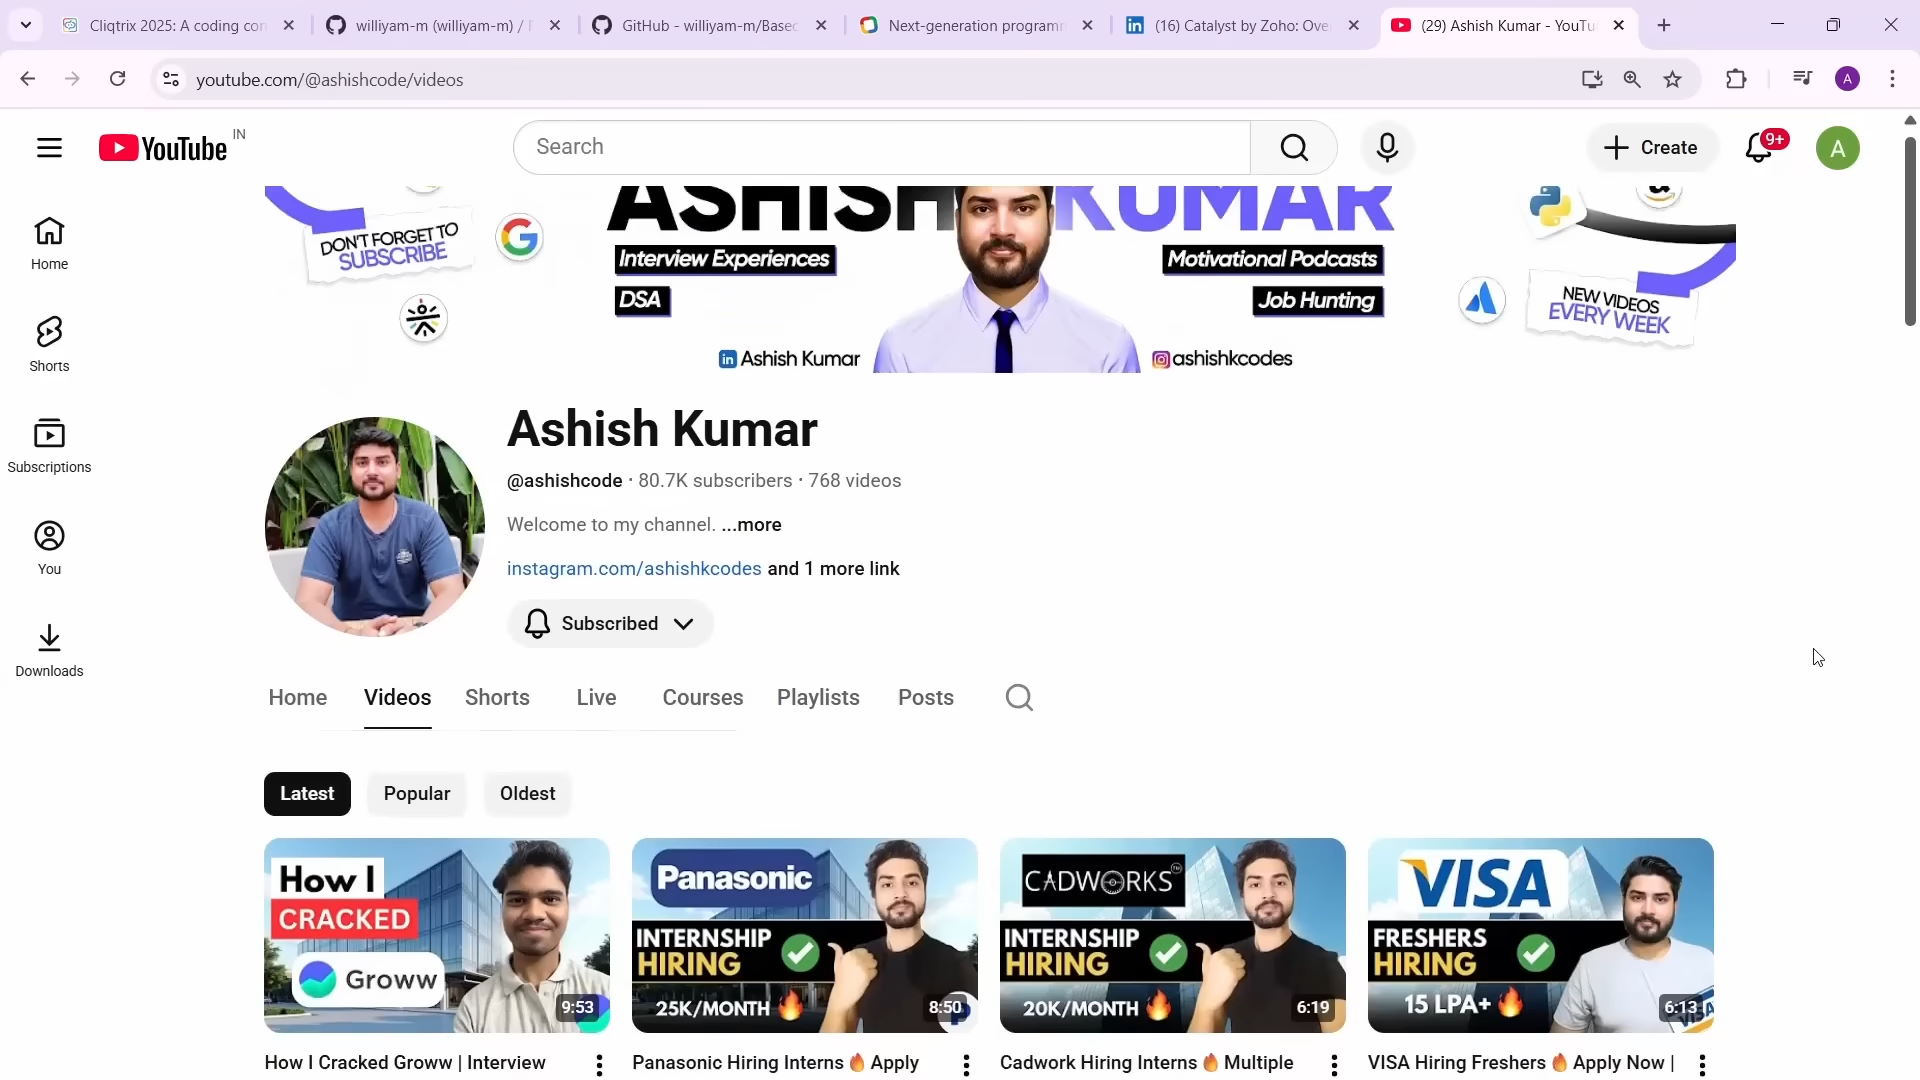 Cliqtrix 2025: A coding con
williyam-m (williyam-m) / F
GitHub - williyam-m/Basec
Next-generation programm
(16) Catalyst by Zoho: Ove
(29) Ashish Kumar - YouTu
youtube.com/@ashishcode/videos
A
YouTube IN
Search
Create
9+
A
Home
Shorts
Subscriptions
You
Downloads
DON'T FORGET TO
SUBSCRIBE
ASHISH KUMAR
Interview Experiences
Motivational Podcasts
DSA
Job Hunting
in Ashish Kumar
ashishkcodes
NEW VIDEOS
EVERY WEEK
Ashish Kumar
@ashishcode · 80.7K subscribers · 768 videos
Welcome to my channel. ...more
instagram.com/ashishkcodes and 1 more link
Subscribed
Home Videos Shorts Live Courses Playlists Posts
Latest Popular Oldest
How I
CRACKED
Groww
9:53
Panasonic
INTERNSHIP
HIRING
25K/MONTH
8:50
CADWORKS™
INTERNSHIP
HIRING
20K/MONTH
6:19
VISA
FRESHERS
HIRING
15 LPA+
6:13
How I Cracked Groww | Interview
Panasonic Hiring Interns🔥Apply
Cadwork Hiring Interns🔥Multiple
VISA Hiring Freshers🔥Apply Now |